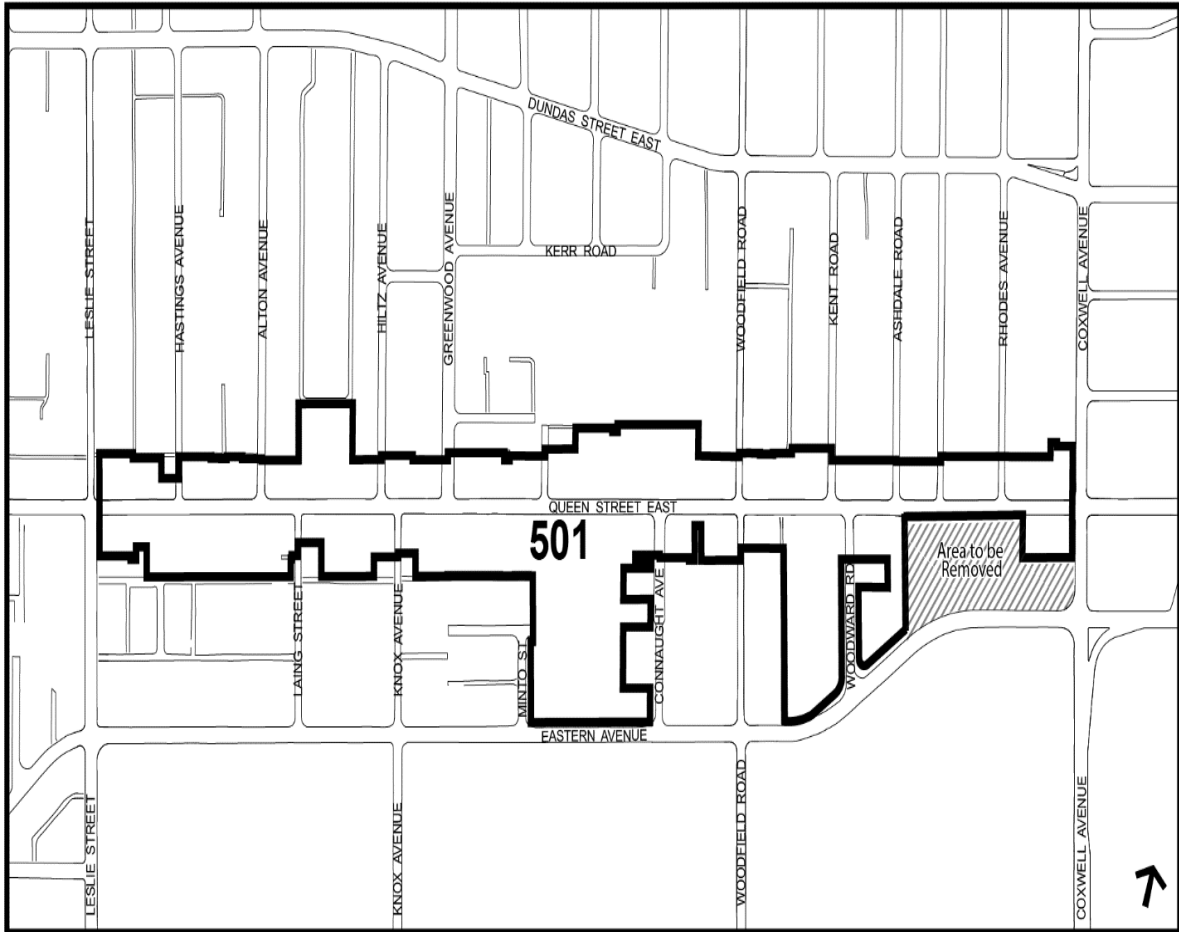 DUNDAS STREET EAST
LESLIE STREET
HASTINGS AVENUE
ALTON AVENUE
HILTZ AVENUE
GREENWOOD AVENUE
KERR ROAD
WOODFIELD ROAD
KENT ROAD
ASHDALE ROAD
RHODES AVENUE
COXWELL AVENUE
QUEEN STREET EAST
501
Area to be
Removed
LAING STREET
KNOX AVENUE
MINTO ST
CONNAUGHT AVE
WOODWARD RD
EASTERN AVENUE
LESLIE STREET
KNOX AVENUE
WOODFIELD ROAD
COXWELL AVENUE